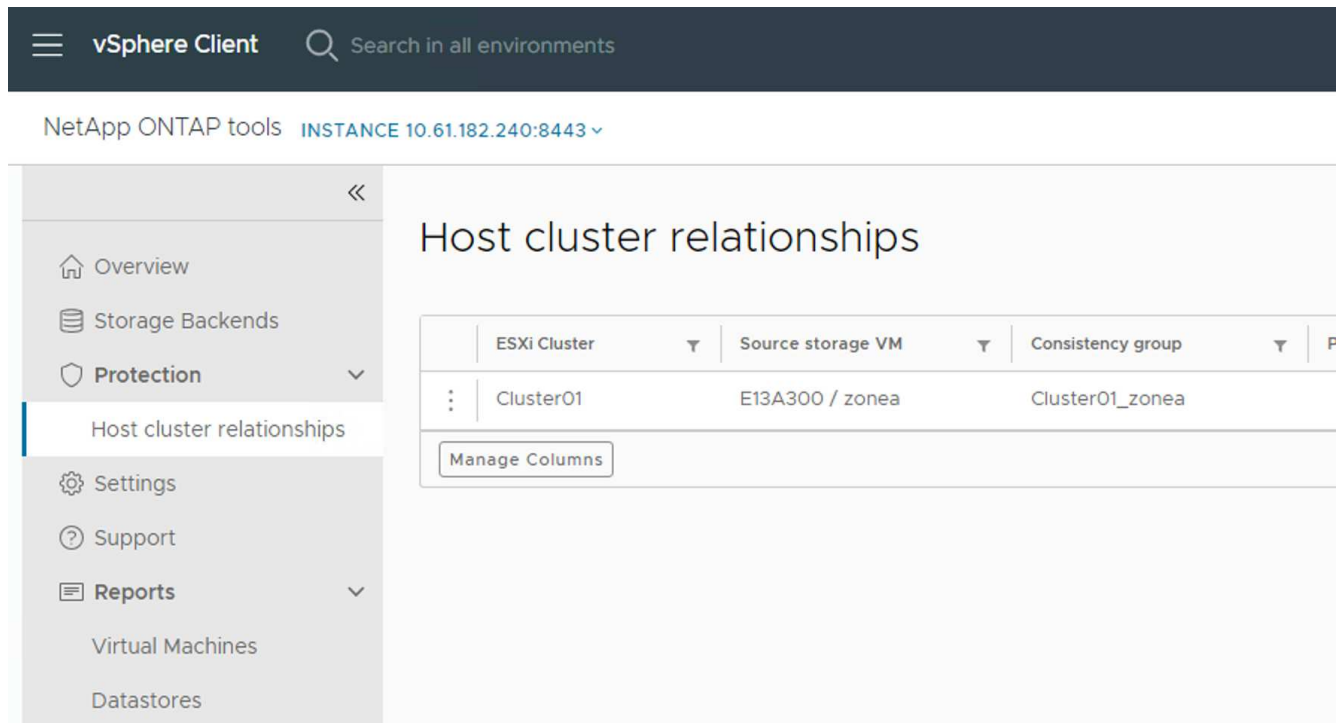 vSphere Client Search in all environments
NetApp ONTAP tools INSTANCE 10.61.182.240:8443
Overview
Storage Backends
Protection
Host cluster relationships
Settings
Support
Reports
Virtual Machines
Datastores
Host cluster relationships
ESXi Cluster Source storage VM Consistency group P
Cluster01 E13A300 / zonea Cluster01_zonea
Manage Columns